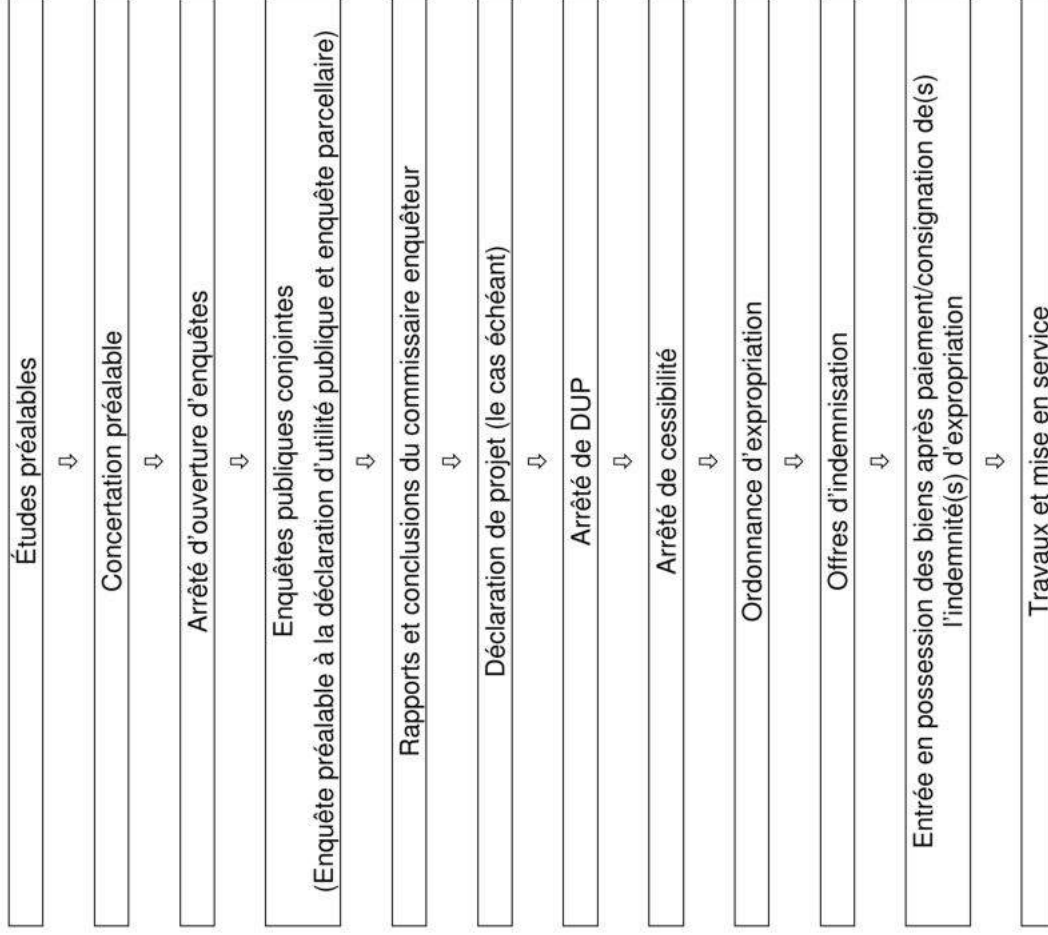 Études préalables
⇩
Concertation préalable
⇩
Arrêté d'ouverture d'enquêtes
⇩
Enquêtes publiques conjointes
(Enquête préalable à la déclaration d'utilité publique et enquête parcellaire)
⇩
Rapports et conclusions du commissaire enquêteur
⇩
Déclaration de projet (le cas échéant)
⇩
Arrêté de DUP
⇩
Arrêté de cessibilité
⇩
Ordonnance d'expropriation
⇩
Offres d'indemnisation
⇩
Entrée en possession des biens après paiement/consignation de(s)
l'indemnité(s) d'expropriation
⇩
Travaux et mise en service